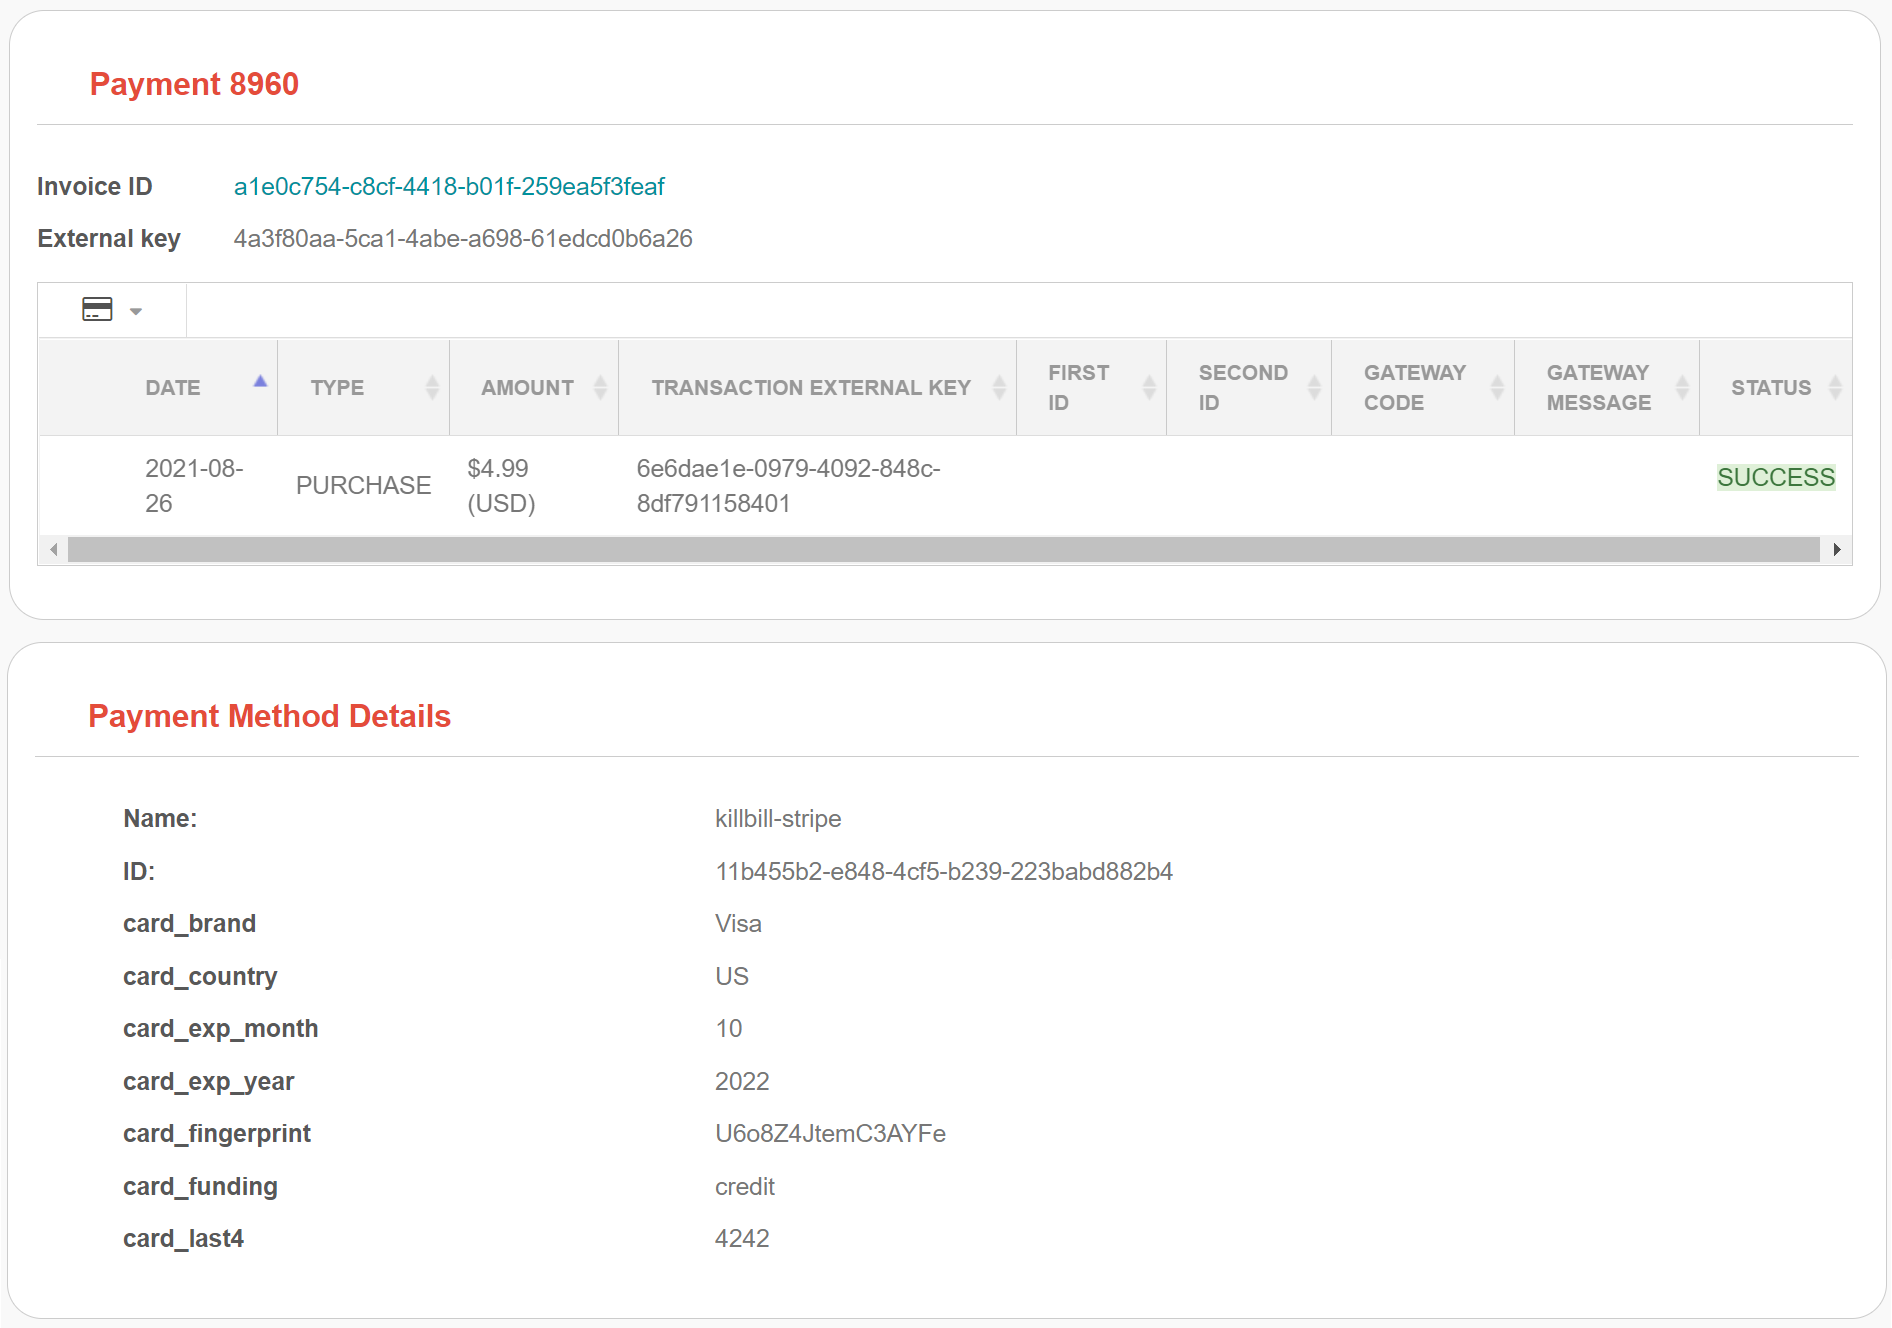 Payment 8960
Invoice ID a1e0c754-c8cf-4418-b01f-259ea5f3feaf
External key 4a3f80aa-5ca1-4abe-a698-61edcd0b6a26
DATE TYPE AMOUNT TRANSACTION EXTERNAL KEY FIRST ID SECOND ID GATEWAY CODE GATEWAY MESSAGE STATUS
2021-08- PURCHASE $4.99 6e6dae1e-0979-4092-848c- SUCCESS
26 (USD) 8df791158401
Payment Method Details
Name: killbill-stripe
ID: 11b455b2-e848-4cf5-b239-223babd882b4
card_brand Visa
card_country US
card_exp_month 10
card_exp_year 2022
card_fingerprint U6o8Z4JtemC3AYFe
card_funding credit
card_last4 4242